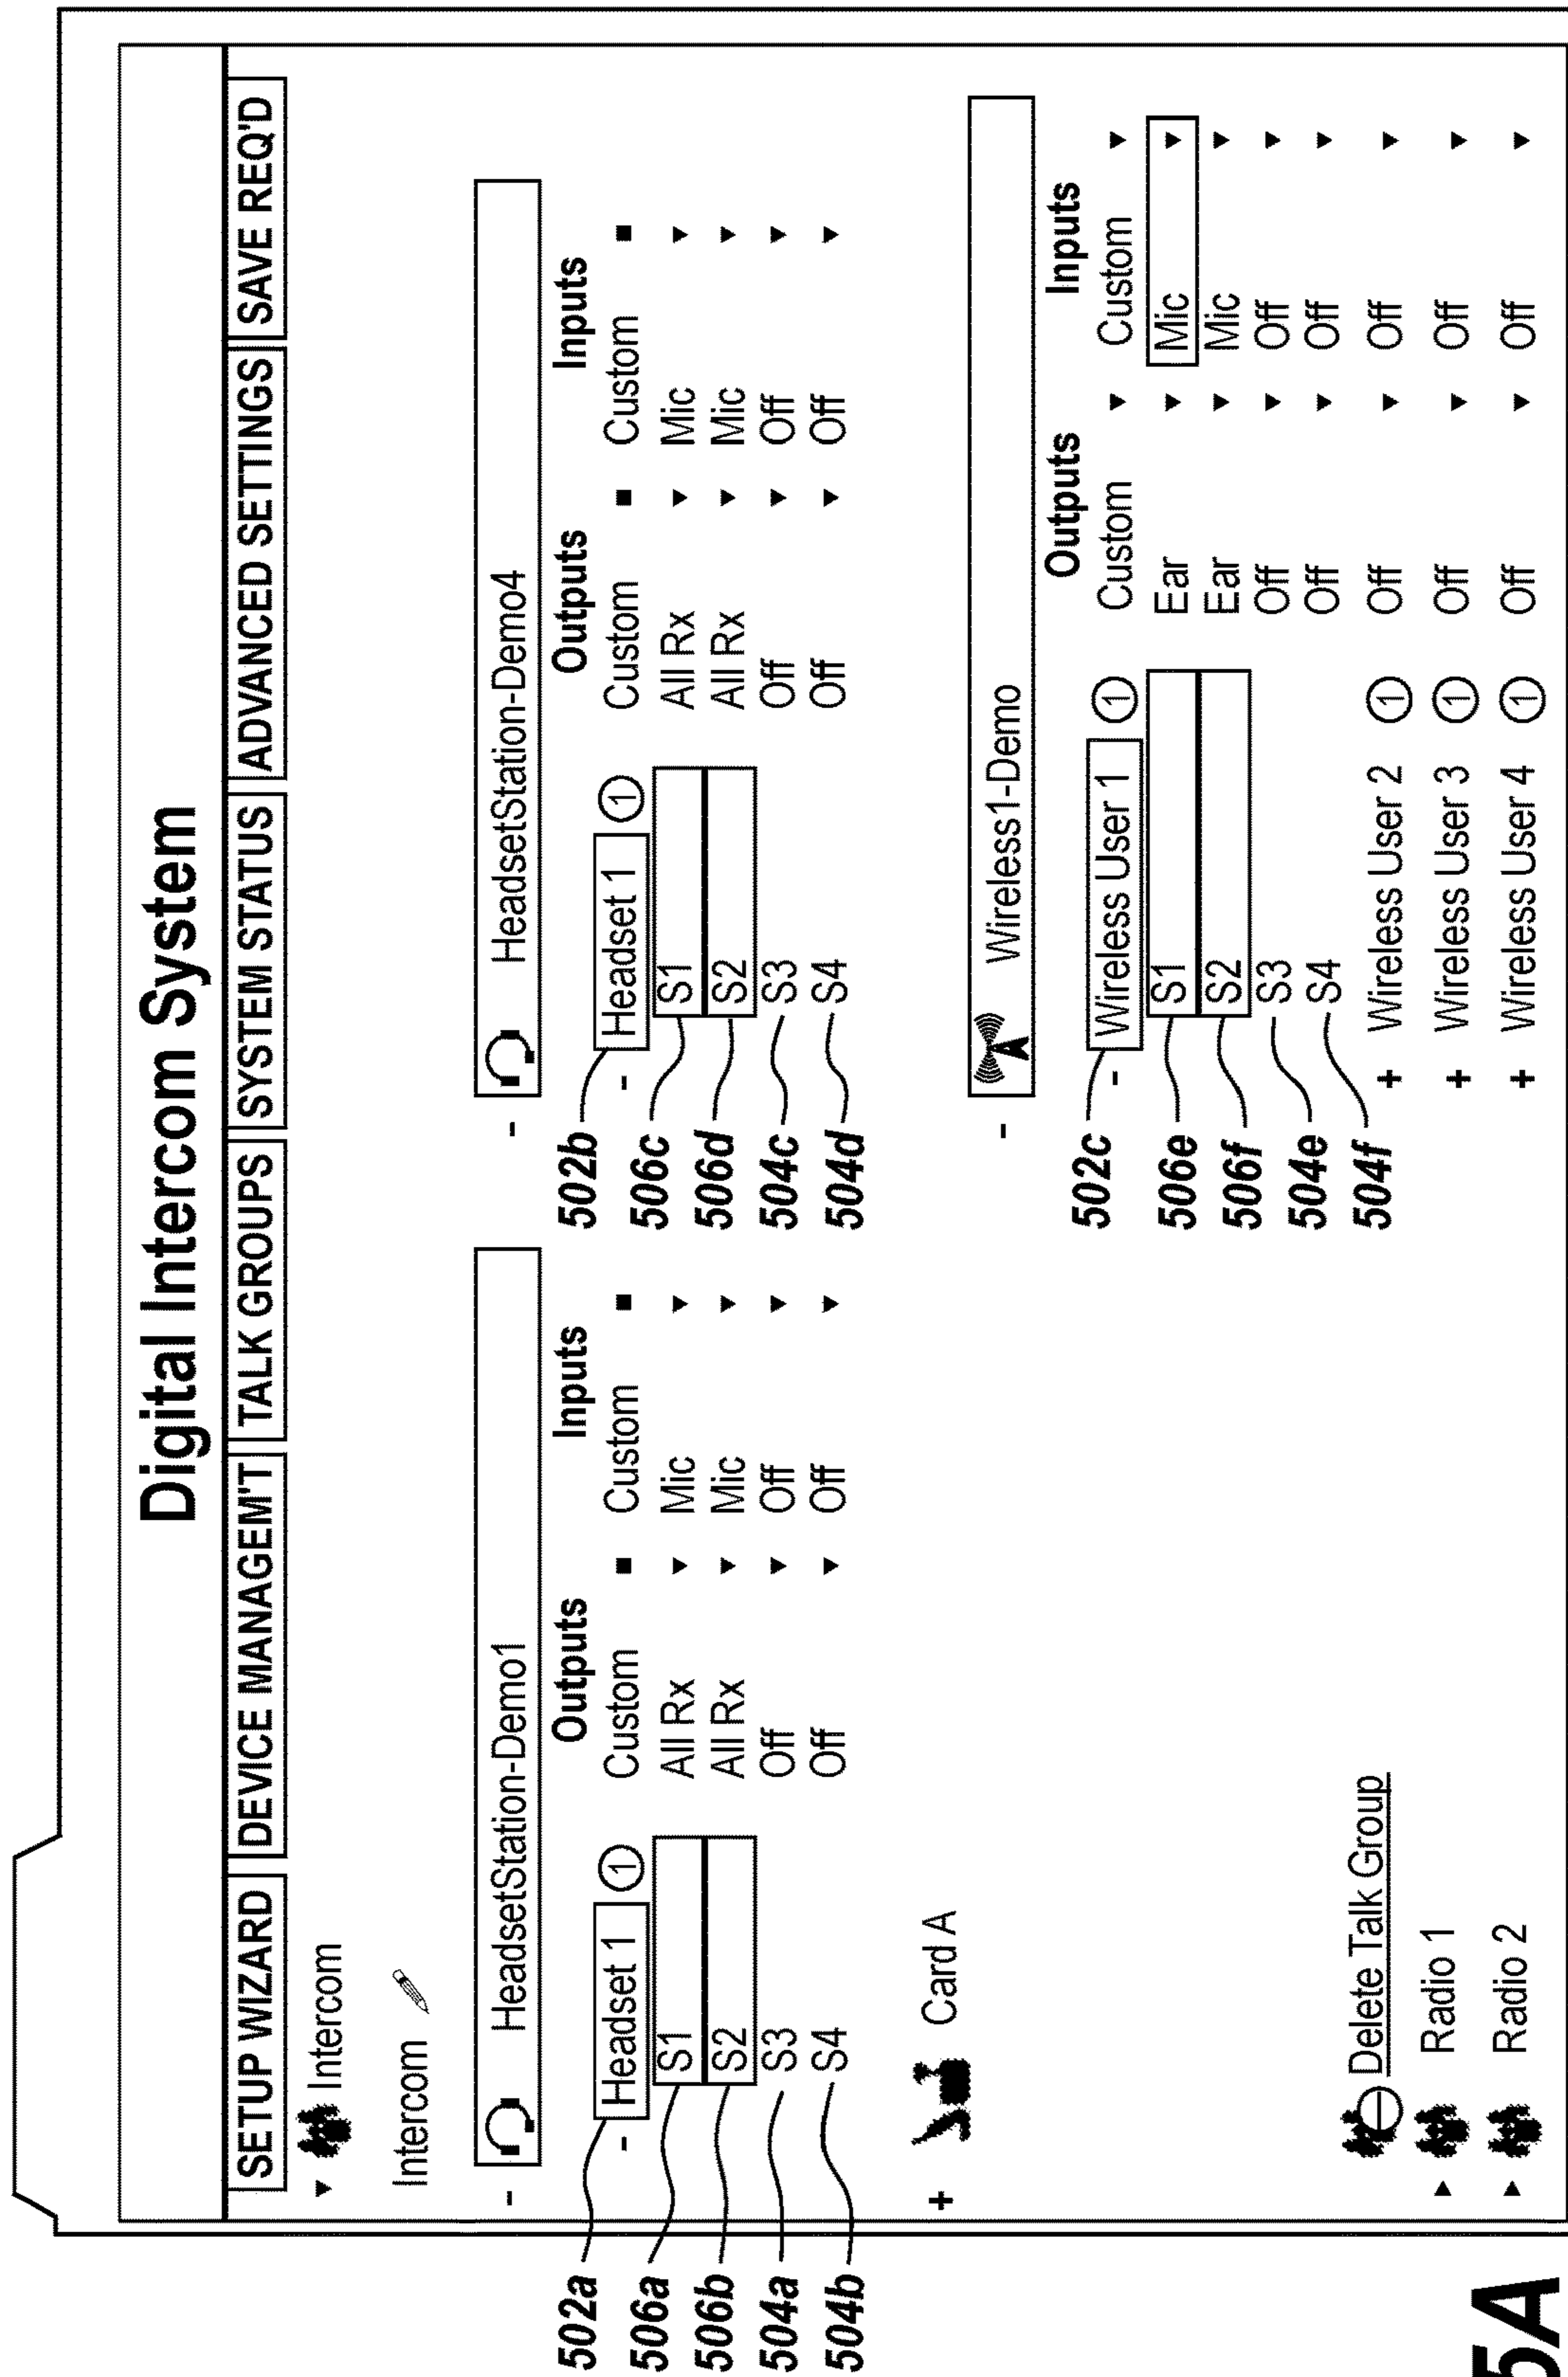 Digital Intercom System
SETUP WIZARD DEVICE MANAGEM'T TALK GROUPS SYSTEM STATUS ADVANCED SETTINGS SAVE REQ'D
Intercom
Intercom
HeadsetStation-Demo1
Outputs Inputs
502a - Headset 1 1 Custom Custom
506a S1 All Rx Mic
506b S2 All Rx Mic
504a S3 Off Off
504b S4 Off Off
+ Card A
HeadsetStation-Demo4
Outputs Inputs
502b - Headset 1 1 Custom Custom
506c S1 All Rx Mic
506d S2 All Rx Mic
504c S3 Off Off
504d S4 Off Off
Wireless1-Demo
Outputs Inputs
502c - Wireless User 1 1 Custom Custom
506e S1 Ear Mic
506f S2 Ear Mic
504e S3 Off Off
504f S4 Off Off
+ Wireless User 2 1 Off Off
+ Wireless User 3 1 Off Off
+ Wireless User 4 1 Off Off
Delete Talk Group
Radio 1
Radio 2
5A